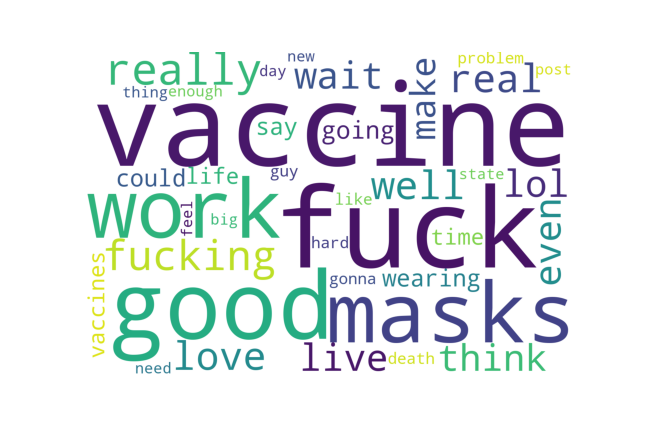 new
problem
really
day
wait
make
real
post
thing
enough
vaccine
say
going
could
life
guy
well
state
lol
work
feel
big
like
fuck
even
hard
time
fucking
vaccines
gonna
wearing
good
masks
need
love
live
death
think